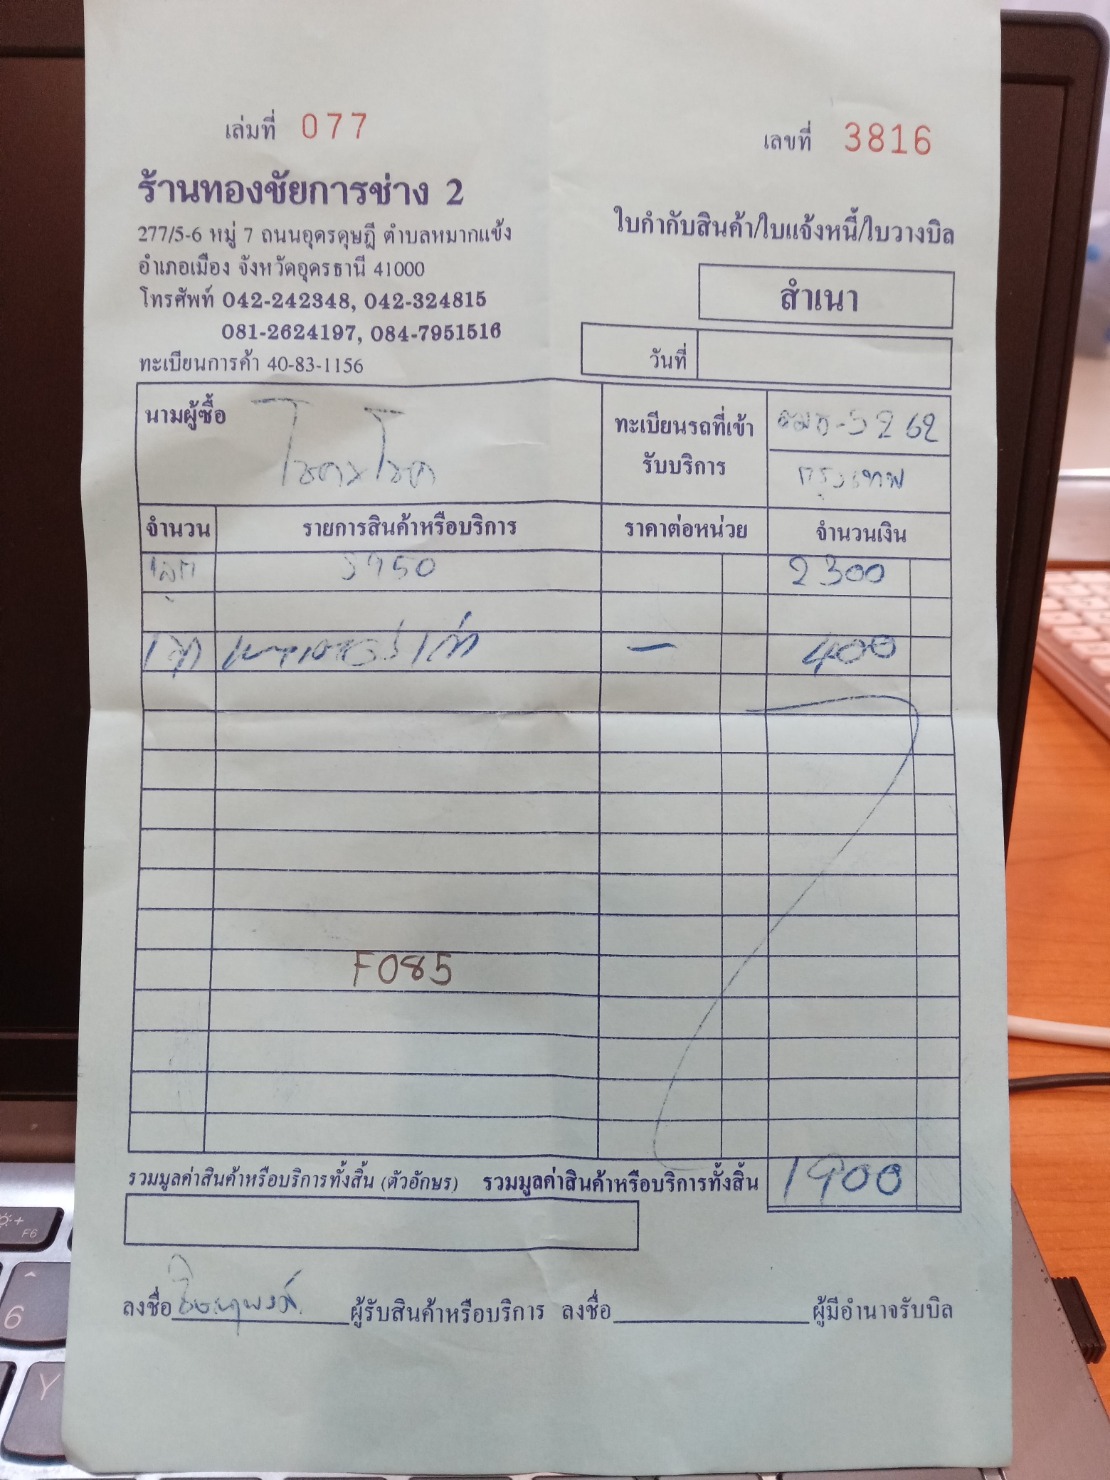 เล่มที่ 077
เลขที่ 3816
ร้านทองชัยการช่าง 2
277/5-6 หมู่ 7 ถนนอุดรดุษฎี ตำบลหมากแข้ง
อำเภอเมือง จังหวัดอุดรธานี 41000
โทรศัพท์ 042-242348, 042-324815
081-2624197, 084-7951516
ทะเบียนการค้า 40-83-1156
ใบกำกับสินค้า/ใบแจ้งหนี้/ใบวางบิล
สำเนา
วันที่
นามผู้ซื้อ
ทะเบียนรถที่เข้ารับบริการ 5262
กรุงเทพ
จำนวน รายการสินค้าหรือบริการ ราคาต่อหน่วย จำนวนเงิน
2300
1 - 400
F085
รวมมูลค่าสินค้าหรือบริการทั้งสิ้น (ตัวอักษร) รวมมูลค่าสินค้าหรือบริการทั้งสิ้น 1900
ลงชื่อ ผู้รับสินค้าหรือบริการ ลงชื่อ ผู้มีอำนาจรับบิล
F6
6
Y